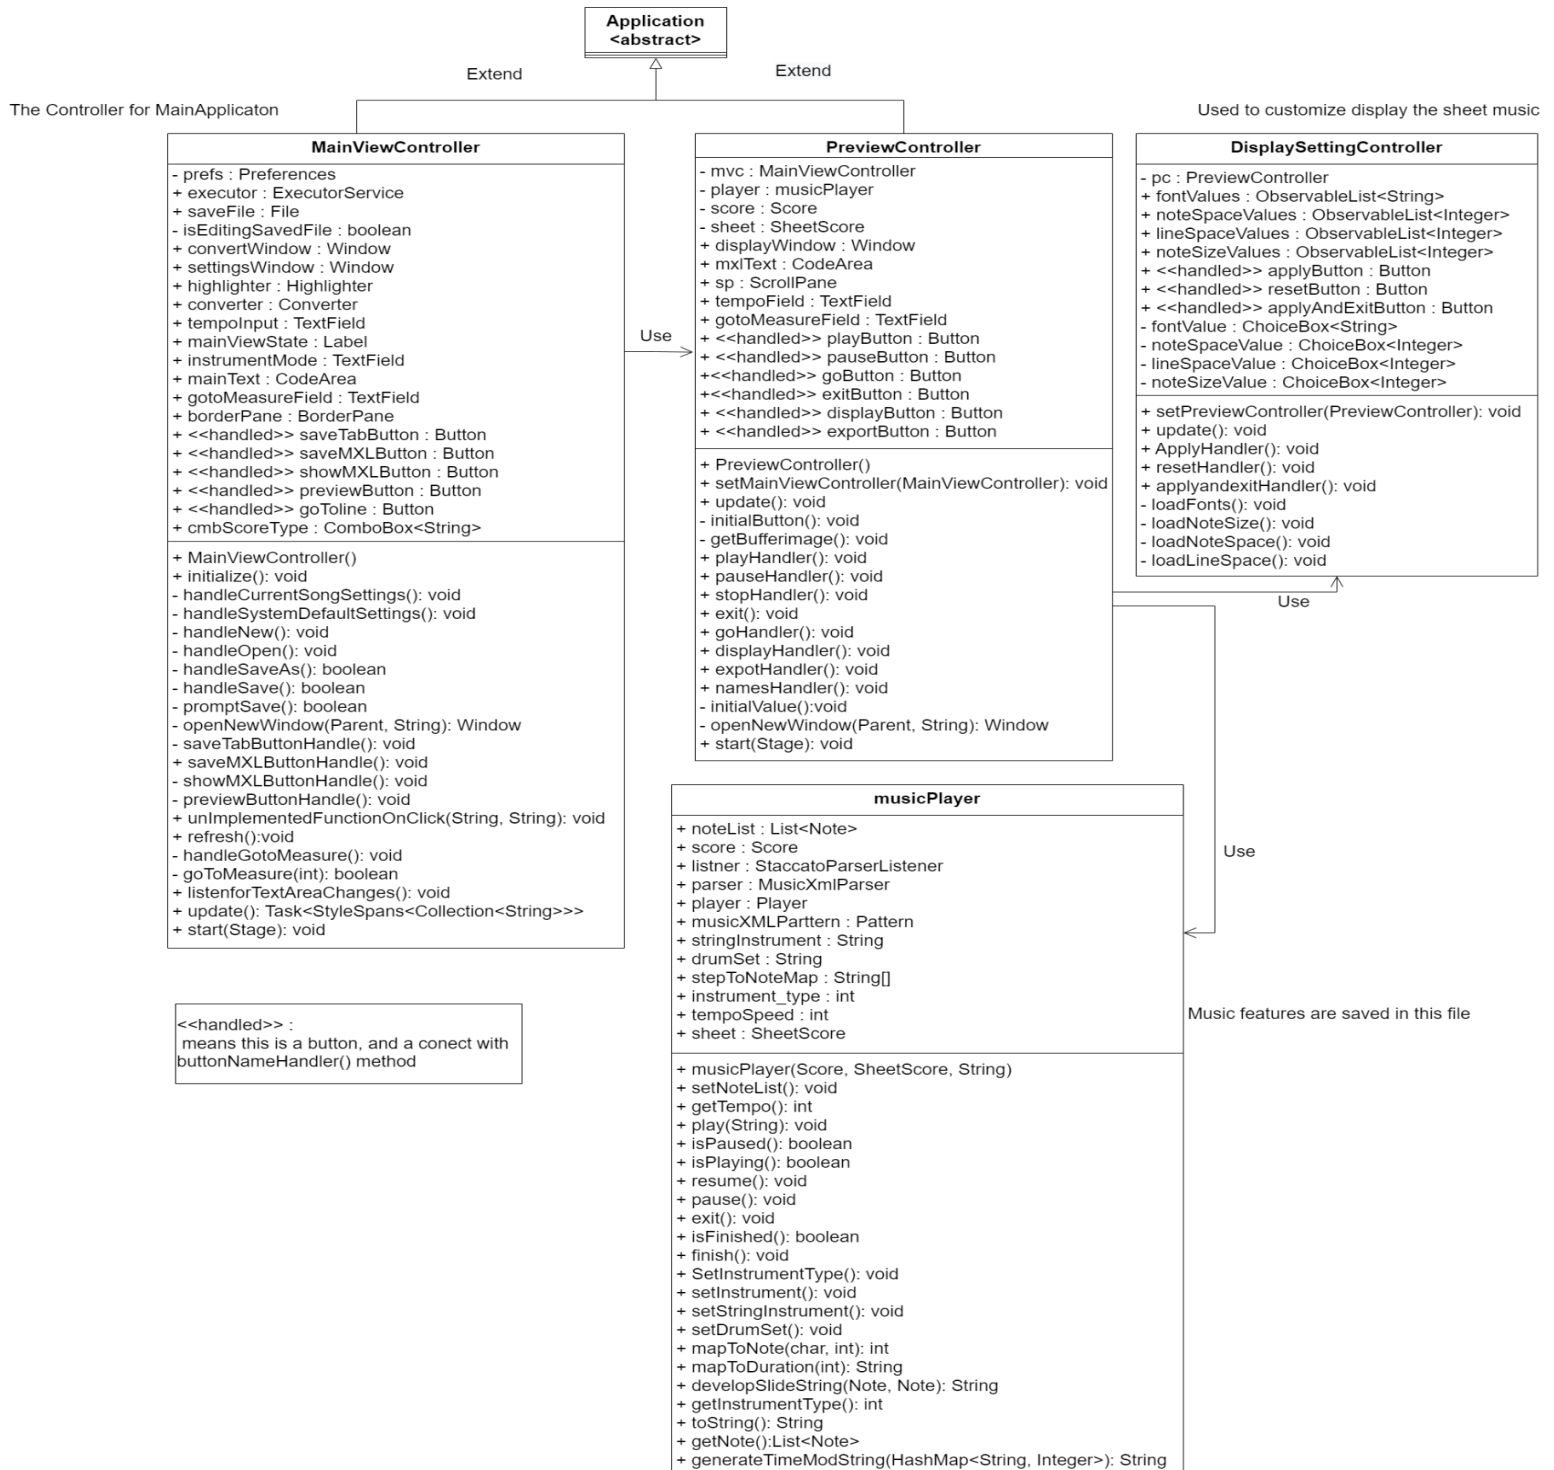 Application
<abstract>
Extend
Extend
The Controller for MainApplicaton
Used to customize display the sheet music
MainViewController
- prefs : Preferences
+ executor : ExecutorService
+ saveFile : File
- isEditingSavedFile : boolean
+ convertWindow : Window
+ settingsWindow : Window
+ highlighter : Highlighter
+ converter : Converter
+ tempoInput : TextField
+ mainViewState : Label
+ instrumentMode : TextField
+ mainText : CodeArea
+ gotoMeasureField : TextField
+ borderPane : BorderPane
+ <<handled>> saveTabButton : Button
+ <<handled>> saveMXLButton : Button
+ <<handled>> showMXLButton : Button
+ <<handled>> previewButton : Button
+ <<handled>> goToline : Button
+ cmbScoreType : ComboBox<String>
+ MainViewController()
+ initialize(): void
- handleCurrentSongSettings(): void
- handleSystemDefaultSettings(): void
- handleNew(): void
- handleOpen(): void
- handleSaveAs(): boolean
- handleSave(): boolean
- promptSave(): boolean
- openNewWindow(Parent, String): Window
- saveTabButtonHandle(): void
+ saveMXLButtonHandle(): void
- showMXLButtonHandle(): void
- previewButtonHandle(): void
+ unImplementedFunctionOnClick(String, String): void
+ refresh():void
- handleGotoMeasure(): void
- goToMeasure(int): boolean
+ listenforTextAreaChanges(): void
+ update(): Task<StyleSpans<Collection<String>>>
+ start(Stage): void
Use
PreviewController
- mvc : MainViewController
- player : musicPlayer
- score : Score
- sheet : SheetScore
+ displayWindow : Window
+ mxlText : CodeArea
+ sp : ScrollPane
+ tempoField : TextField
+ gotoMeasureField : TextField
+ <<handled>> playButton : Button
+ <<handled>> pauseButton : Button
+<<handled>> goButton : Button
+<<handled>> exitButton : Button
+ <<handled>> displayButton : Button
+ <<handled>> exportButton : Button
+ PreviewController()
+ setMainViewController(MainViewController): void
+ update(): void
- initialButton(): void
- getBufferimage(): void
+ playHandler(): void
+ pauseHandler(): void
+ stopHandler(): void
+ exit(): void
+ goHandler(): void
+ displayHandler(): void
+ expotHandler(): void
+ namesHandler(): void
- initialValue():void
- openNewWindow(Parent, String): Window
+ start(Stage): void
DisplaySettingController
- pc : PreviewController
+ fontValues : ObservableList<String>
+ noteSpaceValues : ObservableList<Integer>
+ lineSpaceValues : ObservableList<Integer>
+ noteSizeValues : ObservableList<Integer>
+ <<handled>> applyButton : Button
+ <<handled>> resetButton : Button
+ <<handled>> applyAndExitButton : Button
- fontValue : ChoiceBox<String>
- noteSpaceValue : ChoiceBox<Integer>
- lineSpaceValue : ChoiceBox<Integer>
- noteSizeValue : ChoiceBox<Integer>
+ setPreviewController(PreviewController): void
+ update(): void
+ ApplyHandler(): void
+ resetHandler(): void
+ applyandexitHandler(): void
- loadFonts(): void
- loadNoteSize(): void
- loadNoteSpace(): void
- loadLineSpace(): void
Use
Use
musicPlayer
+ noteList : List<Note>
+ score : Score
+ listner : StaccatoParserListener
+ parser : MusicXmlParser
+ player : Player
+ musicXMLParttern : Pattern
+ stringInstrument : String
+ drumSet : String
+ stepToNoteMap : String[]
+ instrument_type : int
+ tempoSpeed : int
+ sheet : SheetScore
+ musicPlayer(Score, SheetScore, String)
+ setNoteList(): void
+ getTempo(): int
+ play(String): void
+ isPaused(): boolean
+ isPlaying(): boolean
+ resume(): void
+ pause(): void
+ exit(): void
+ isFinished(): boolean
+ finish(): void
+ SetInstrumentType(): void
+ setInstrument(): void
+ setStringInstrument(): void
+ setDrumSet(): void
+ mapToNote(char, int): int
+ mapToDuration(int): String
+ developSlideString(Note, Note): String
+ getInstrumentType(): int
+ toString(): String
+ getNote():List<Note>
+ generateTimeModString(HashMap<String, Integer>): String
Music features are saved in this file
<<handled>> :
means this is a button, and a conect with
buttonNameHandler() method